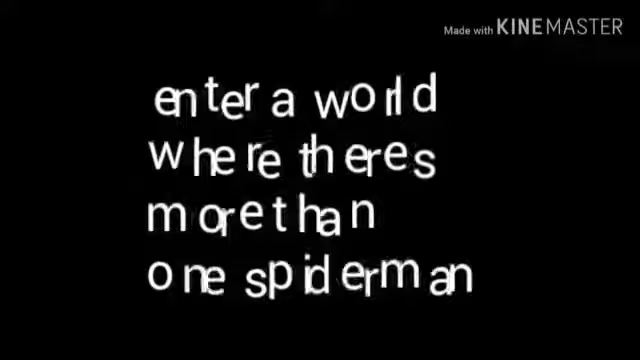 Made with KINEMASTER
enter a world
where theres
more than
one spiderman